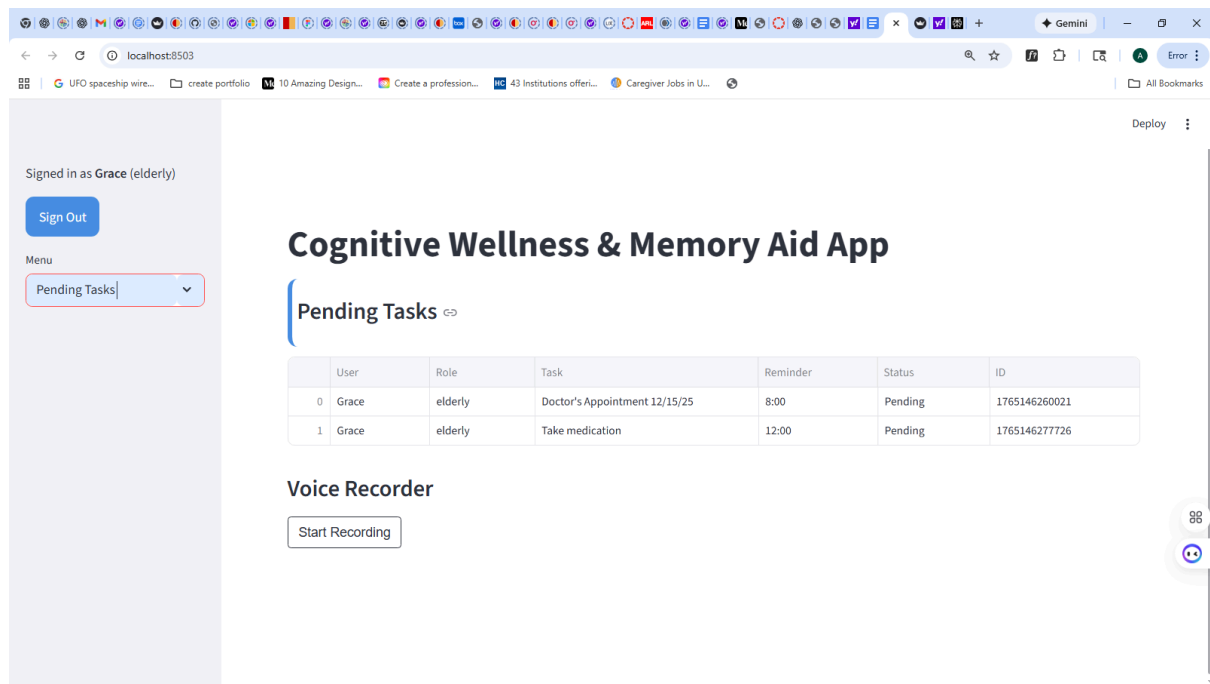 Gemini
localhost:8503
Error
UFO spaceship wire...
create portfolio
10 Amazing Design...
Create a profession...
HC
43 Institutions offeri...
Caregiver Jobs in U...
All Bookmarks
Deploy
Signed in as Grace (elderly)
Sign Out
Menu
Pending Tasks
Cognitive Wellness & Memory Aid App
Pending Tasks
User Role Task Reminder Status ID
0 Grace elderly Doctor's Appointment 12/15/25 8:00 Pending 1765146260021
1 Grace elderly Take medication 12:00 Pending 1765146277726
Voice Recorder
Start Recording